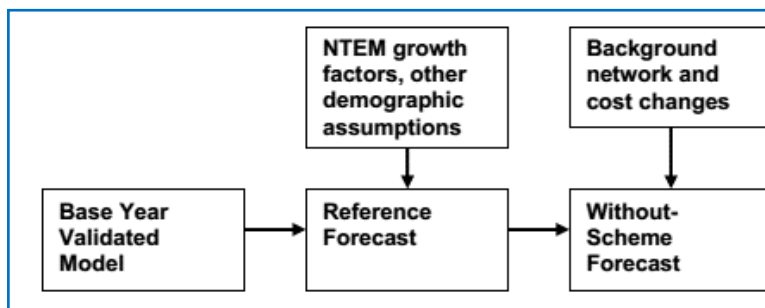 NTEM growth
factors, other
demographic
assumptions
Background
network and
cost changes
Base Year
Validated
Model
Reference
Forecast
Without-
Scheme
Forecast